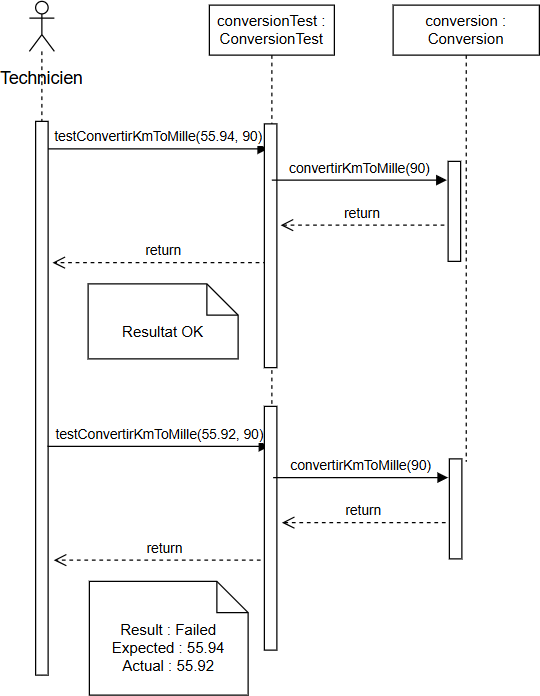 conversionTest :
ConversionTest
conversion :
Conversion
Technicien
testConvertirKmToMille(55.94, 90)
convertirKmToMille(90)
return
return
Resultat OK
testConvertirKmToMille(55.92, 90)
convertirKmToMille(90)
return
return
Result : Failed
Expected : 55.94
Actual : 55.92